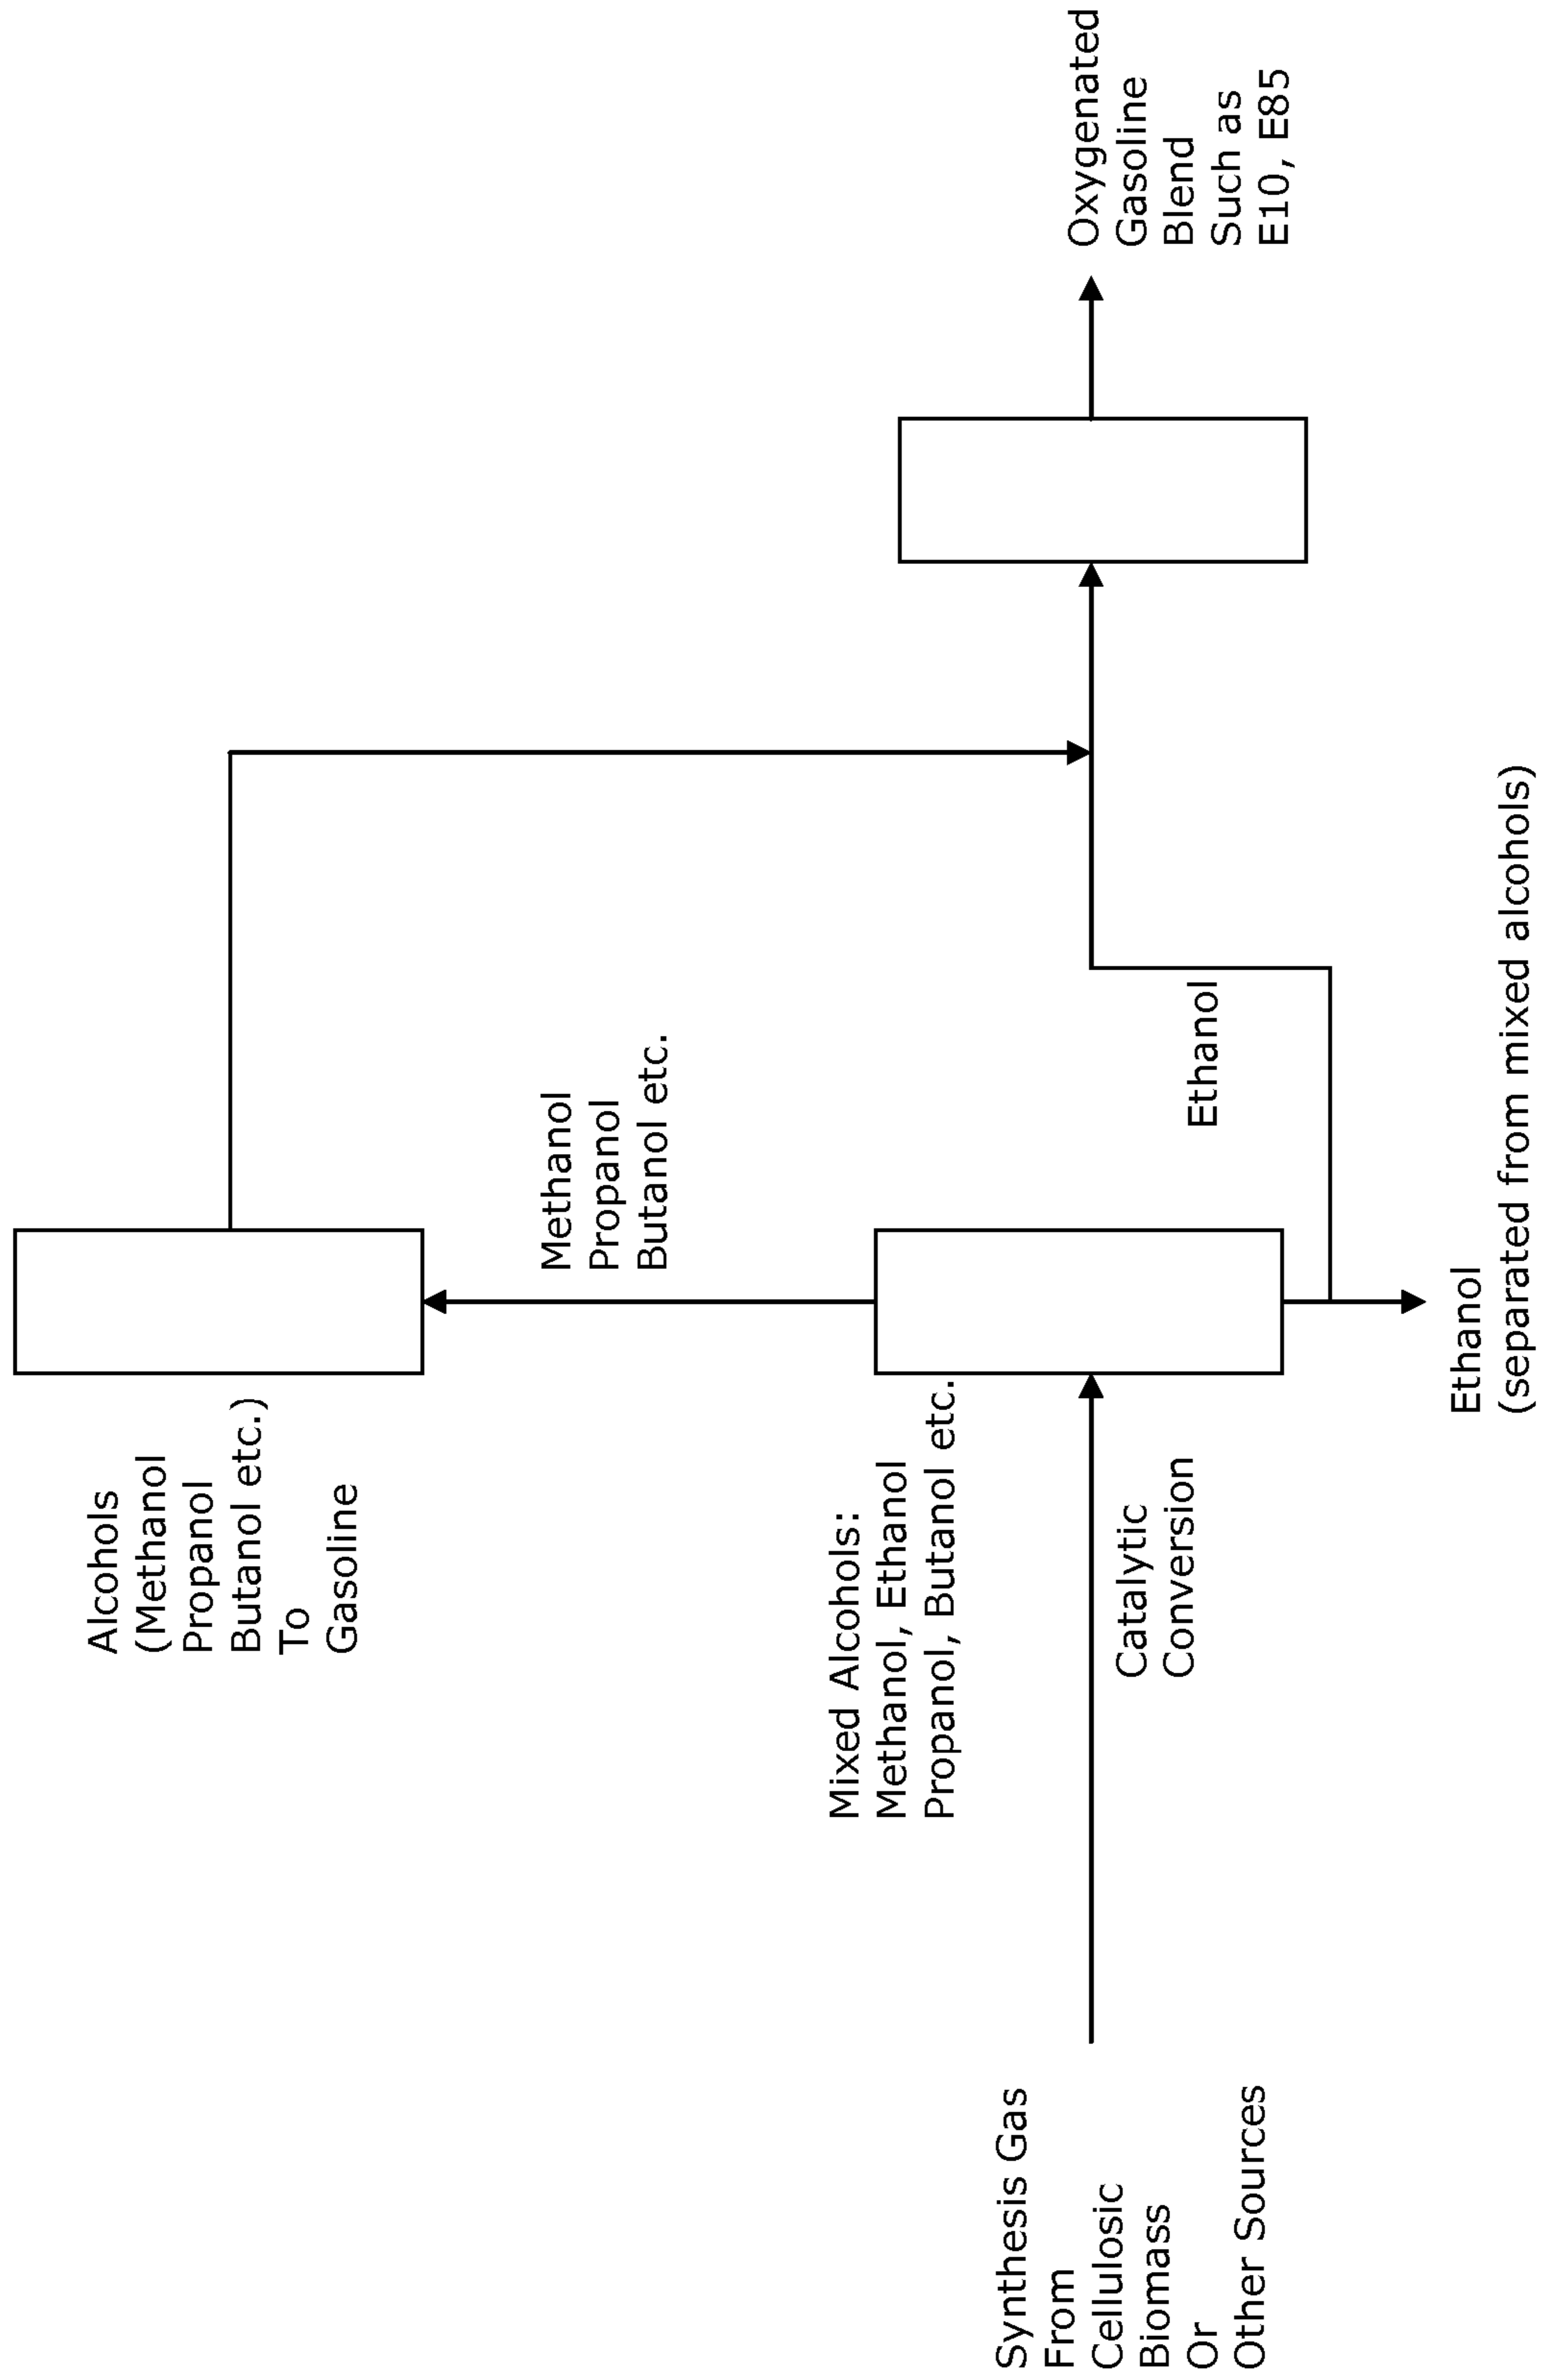 Alcohols
(Methanol
Propanol
Butanol etc.)
To
Gasoline
Methanol
Propanol
Butanol etc.
Mixed Alcohols:
Methanol, Ethanol
Propanol, Butanol etc.
Synthesis Gas
From
Cellulosic
Biomass
Or
Other Sources
Catalytic
Conversion
Ethanol
Oxygenated
Gasoline
Blend
Such as
E10, E85
Ethanol
(separated from mixed alcohols)